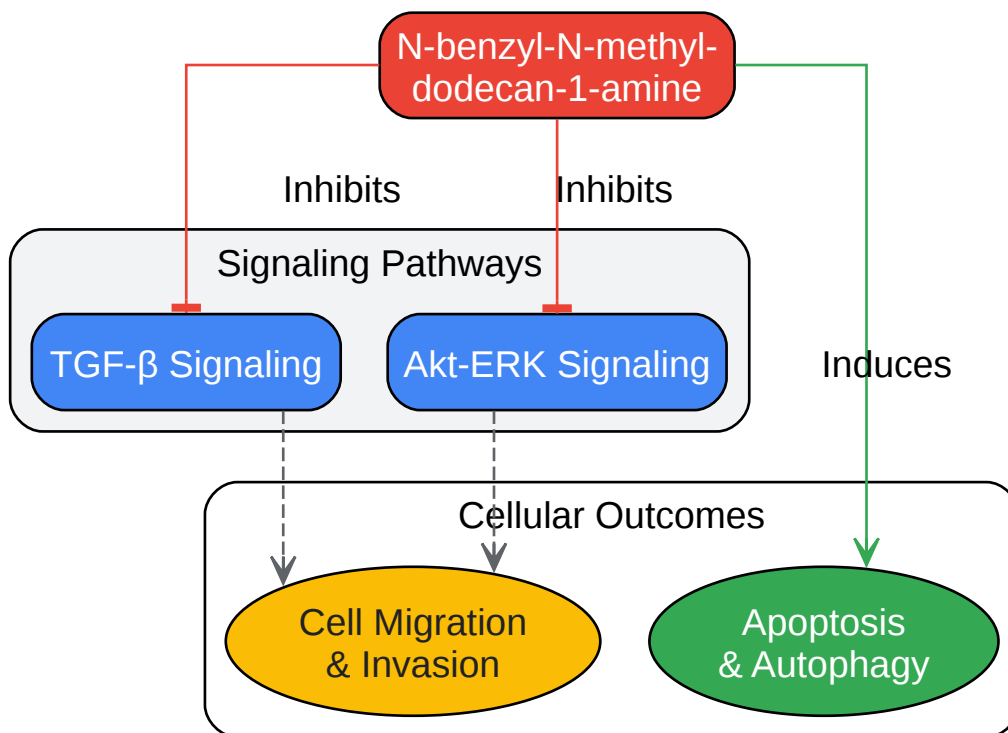 N-benzyl-N-methyl-
dodecan-1-amine
Inhibits
Inhibits
Signaling Pathways
TGF-β Signaling
Akt-ERK Signaling
Induces
Cellular Outcomes
Cell Migration
& Invasion
Apoptosis
& Autophagy